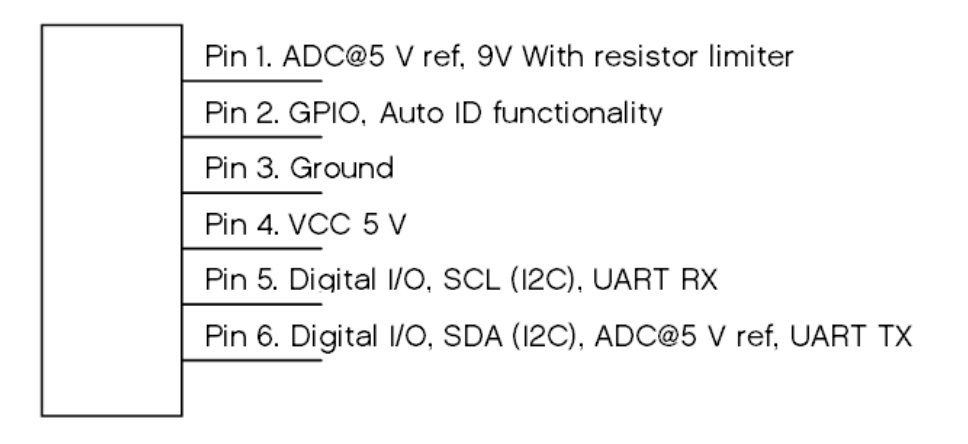 Pin 1. ADC@5 V ref, 9V With resistor limiter
Pin 2. GPIO, Auto ID functionality
Pin 3. Ground
Pin 4. VCC 5 V
Pin 5. Digital I/O, SCL (I2C), UART RX
Pin 6. Digital I/O, SDA (I2C), ADC@5 V ref, UART TX